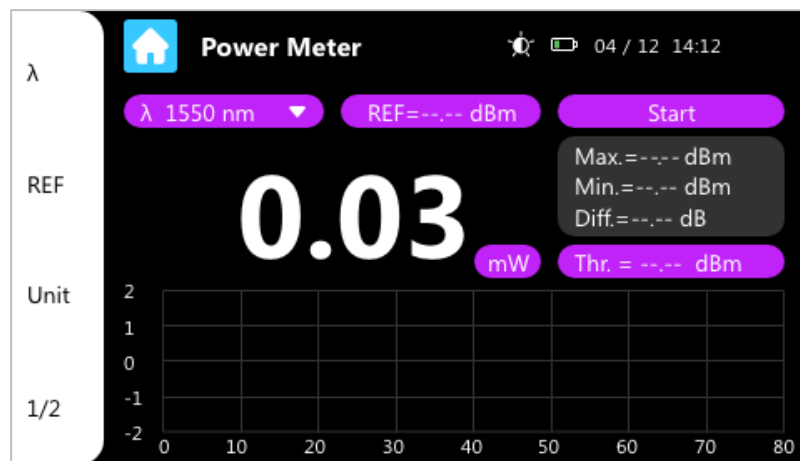 λ
REF
Unit
1/2
Power Meter
04 / 12 14:12
λ 1550 nm
REF=--.-- dBm
Start
0.03
mW
Max.=--.-- dBm
Min.=--.-- dBm
Diff.=--.-- dB
Thr. = --.-- dBm
2
1
0
-1
-2
0 10 20 30 40 50 60 70 80